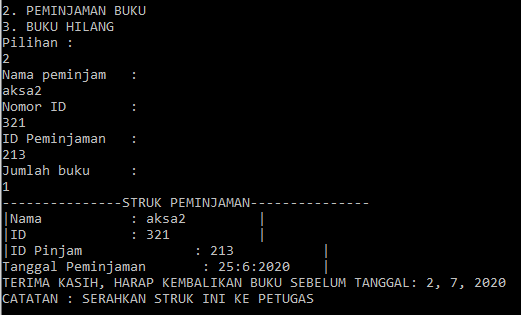 2. PEMINJAMAN BUKU
3. BUKU HILANG
Pilihan :
2
Nama peminjam   :
aksa2
Nomor ID        :
321
ID Peminjaman   :
213
Jumlah buku     :
1
---------------STRUK PEMINJAMAN---------------
|Nama           : aksa2         |
|ID             : 321           |
|ID Pinjam              : 213           |
Tanggal Peminjaman       : 25:6:2020    |
TERIMA KASIH, HARAP KEMBALIKAN BUKU SEBELUM TANGGAL: 2, 7, 2020
CATATAN : SERAHKAN STRUK INI KE PETUGAS